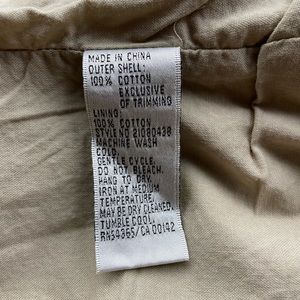 MADE IN CHINA
OUTER SHELL:
100% COTTON
EXCLUSIVE
OF TRIMMING
LINING:
100% COTTON
STYLE NO 21080438
MACHINE WASH
COLD.
GENTLE CYCLE.
DO NOT BLEACH.
HANG TO DRY.
IRON AT MEDIUM
TEMPERATURE.
MAY BE DRY CLEANED.
TUMBLE COOL.
RN54365/CA 00142